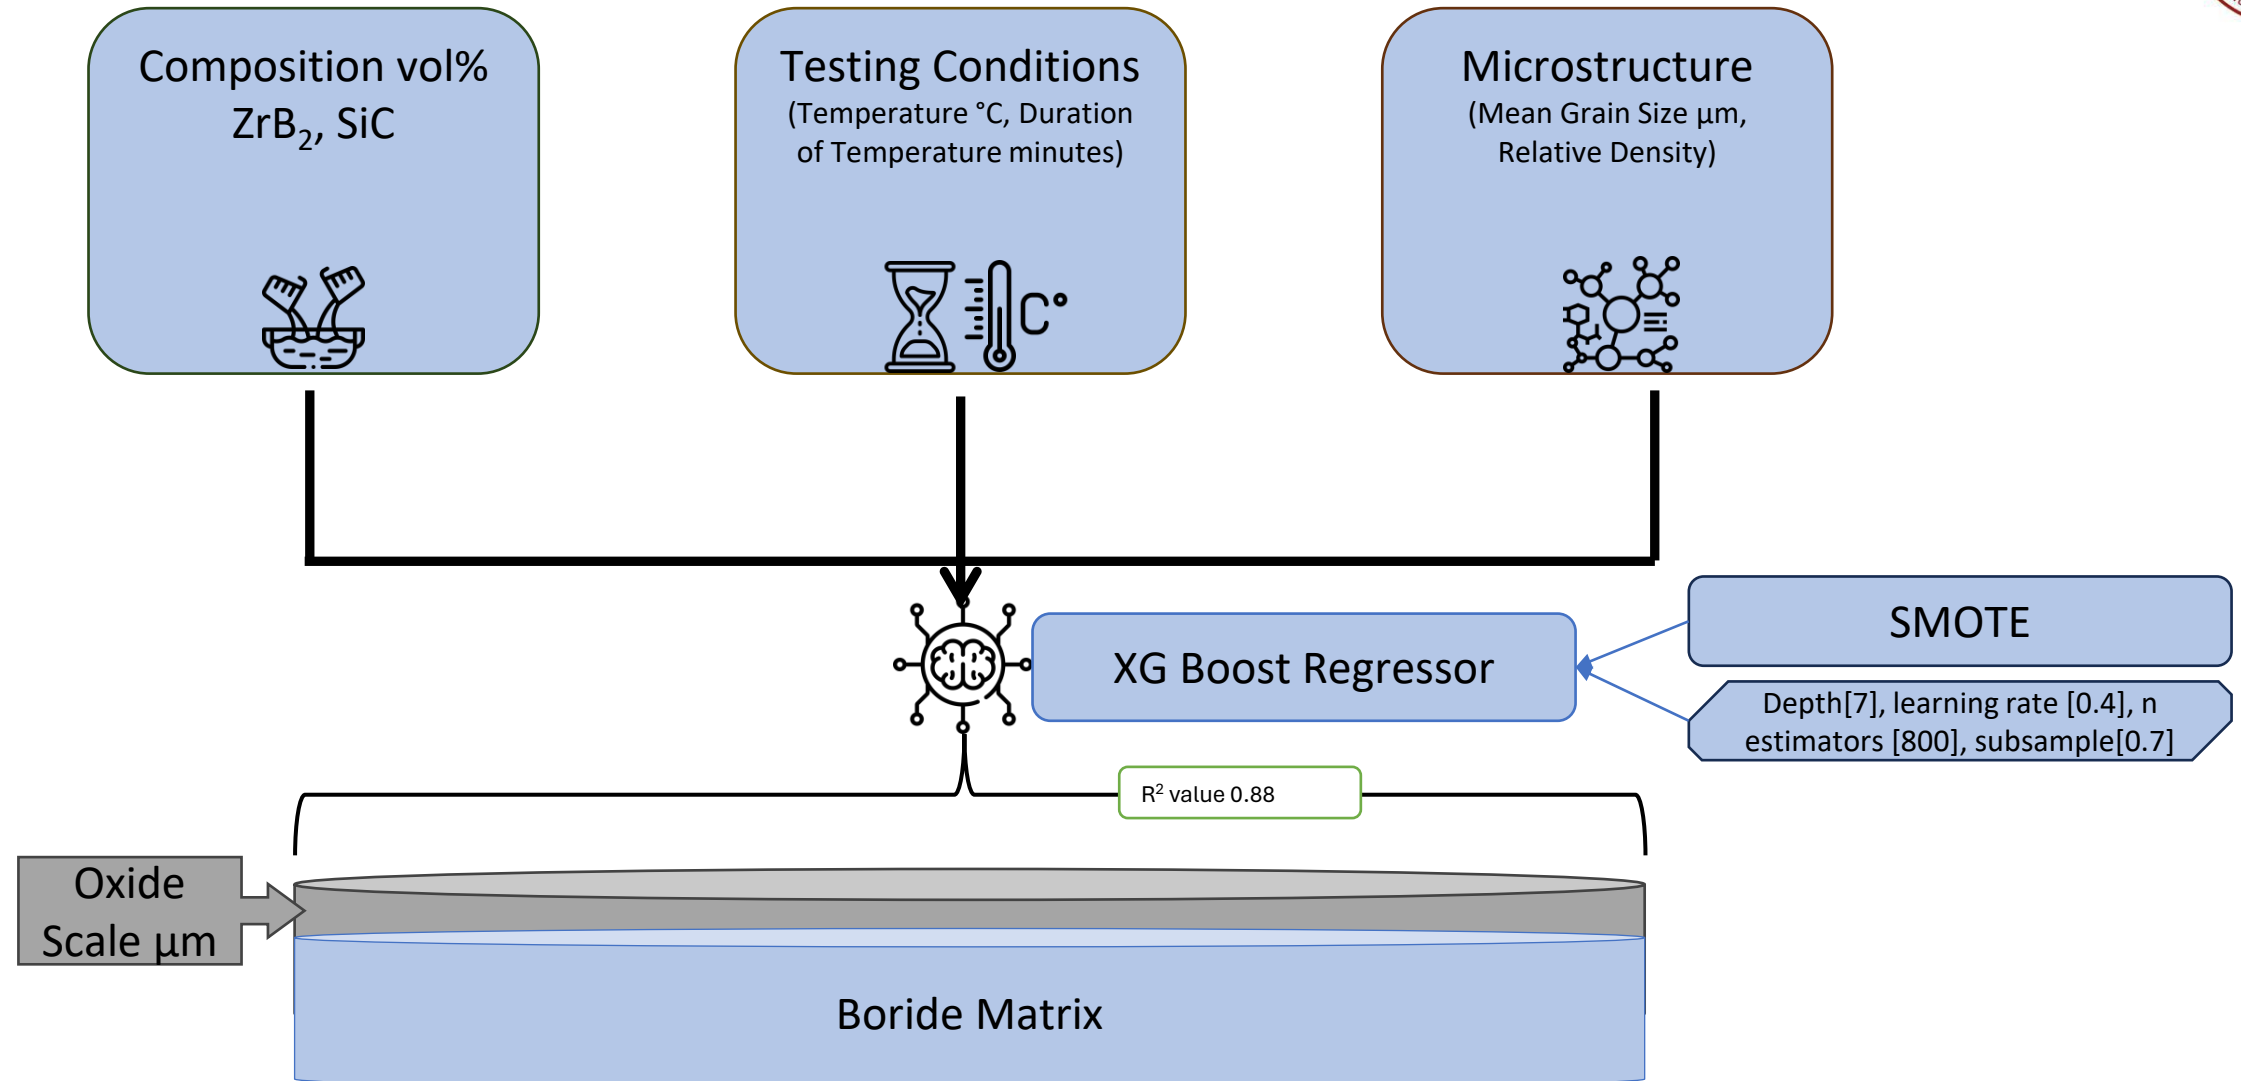 Composition vol%
ZrB₂, SiC
Testing Conditions
(Temperature °C, Duration
of Temperature minutes)
C°
Microstructure
(Mean Grain Size µm,
Relative Density)
XG Boost Regressor
SMOTE
Depth[7], learning rate [0.4], n
estimators [800], subsample[0.7]
R² value 0.88
Oxide
Scale µm
Boride Matrix